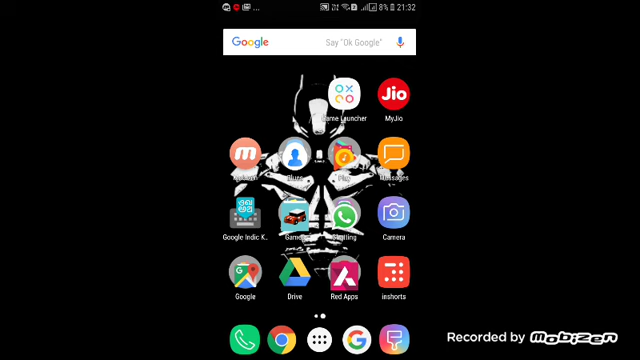 8% 21:32
Google Say "Ok Google"
Game Launcher MyJio
Jio
Messages
Google Indic K.. Chatting Camera
Google Drive Red Apps inshorts
Recorded by Mobizen